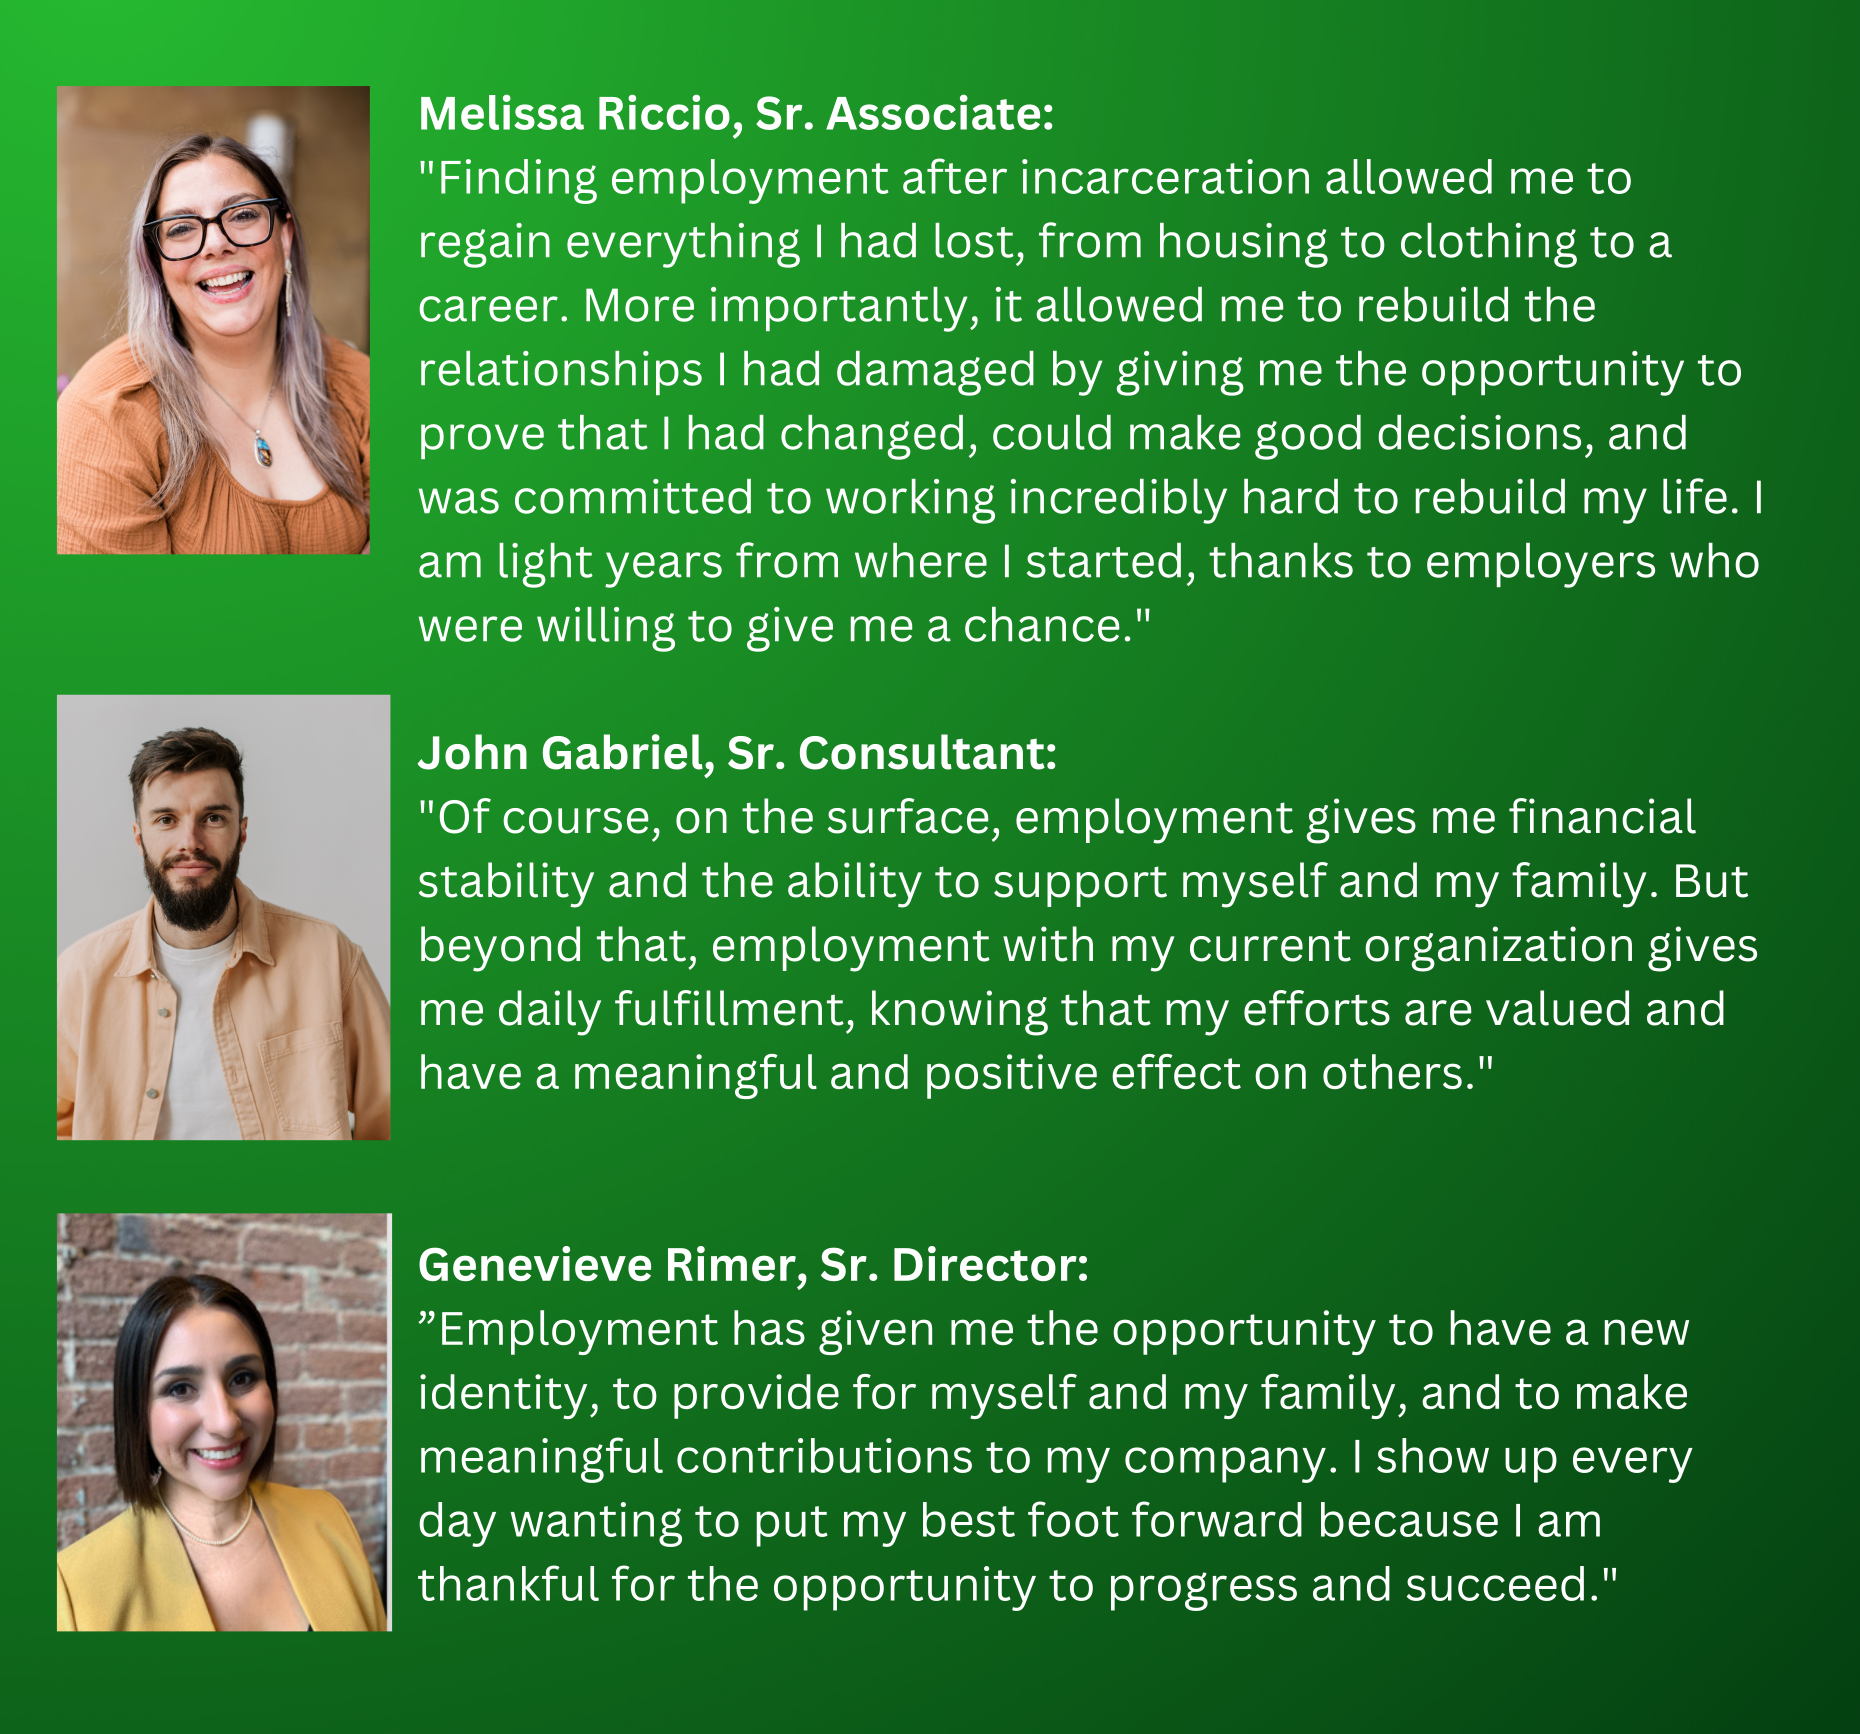 Melissa Riccio, Sr. Associate:
"Finding employment after incarceration allowed me to
regain everything I had lost, from housing to clothing to a
career. More importantly, it allowed me to rebuild the
relationships I had damaged by giving me the opportunity to
prove that I had changed, could make good decisions, and
was committed to working incredibly hard to rebuild my life. I
am light years from where I started, thanks to employers who
were willing to give me a chance."
John Gabriel, Sr. Consultant:
"Of course, on the surface, employment gives me financial
stability and the ability to support myself and my family. But
beyond that, employment with my current organization gives
me daily fulfillment, knowing that my efforts are valued and
have a meaningful and positive effect on others."
Genevieve Rimer, Sr. Director:
”Employment has given me the opportunity to have a new
identity, to provide for myself and my family, and to make
meaningful contributions to my company. I show up every
day wanting to put my best foot forward because I am
thankful for the opportunity to progress and succeed."